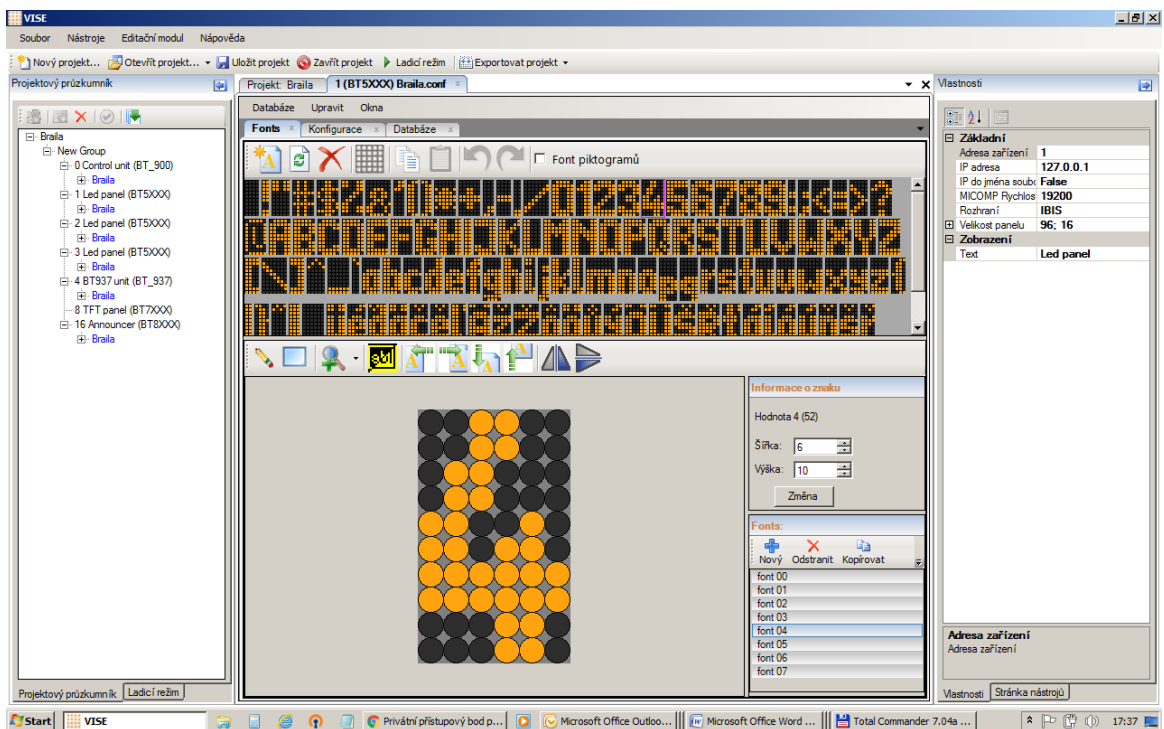 VISE
Soubor Nástroje Editační modul Nápověda
Nový projekt... Otevřít projekt... Uložit projekt Zavřít projekt Ladicí režim Exportovat projekt
Projektový průzkumník
Projekt: Braila 1 (BT5XXX) Braila.conf
Vlastnosti
Databáze Upravit Okna
Fonts Konfigurace Databáze
Font piktogramů
Braila
New Group
0 Control unit (BT_900)
Braila
1 Led panel (BT5XXX)
Braila
2 Led panel (BT5XXX)
Braila
3 Led panel (BT5XXX)
Braila
4 BT937 unit (BT_937)
Braila
8 TFT panel (BT7XXX)
16 Announcer (BT8XXX)
Braila
Základní
Adresa zařízení 1
IP adresa 127.0.0.1
IP do jména soubo False
MICOMP Rychlos 19200
Rozhraní IBIS
Velikost panelu 96; 16
Zobrazení
Text Led panel
abl
Informace o znaku
Hodnota 4 (52)
Šířka: 6
Výška: 10
Změna
Fonts:
Nový Odstranit Kopírovat
font 00
font 01
font 02
font 03
font 04
font 05
font 06
font 07
Adresa zařízení
Adresa zařízení
Projektový průzkumník Ladicí režim
Vlastnosti Stránka nástrojů
Start VISE Privátní přístupový bod p... Microsoft Office Outloo... Microsoft Office Word ... Total Commander 7.04a ... 17:37